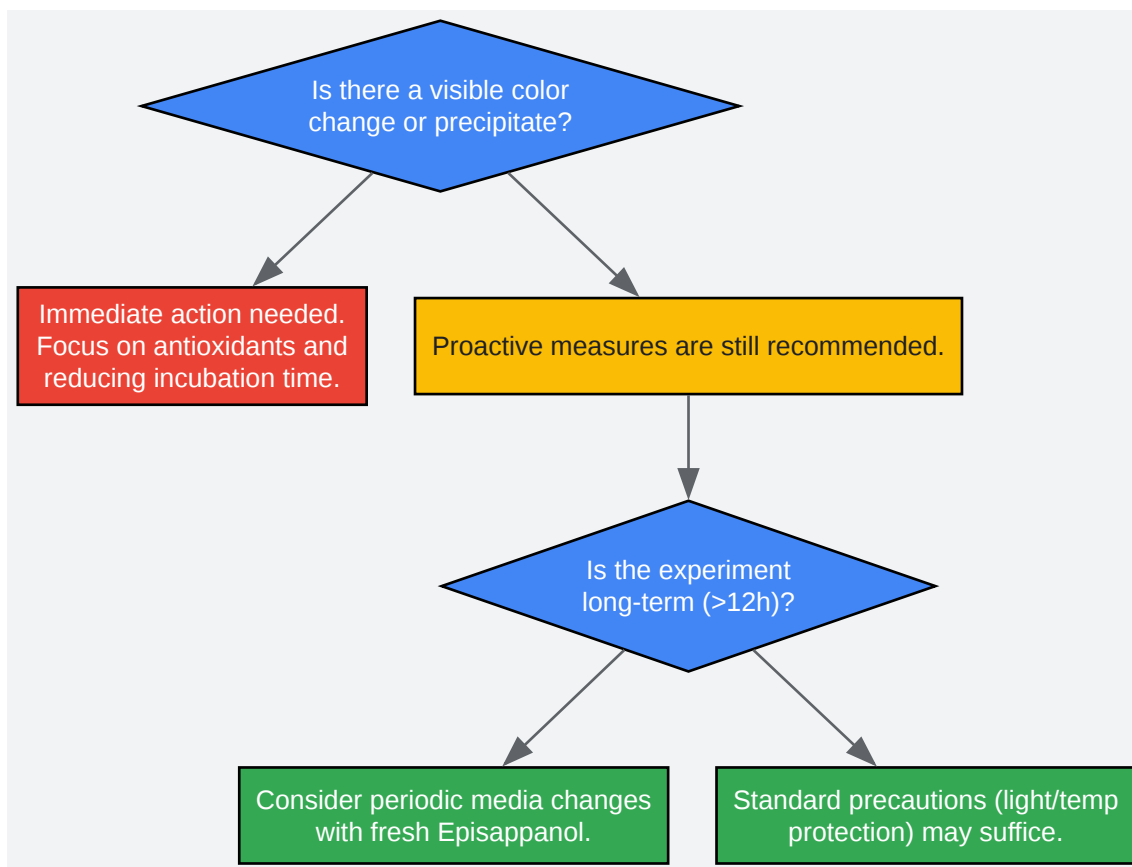 Is there a visible color
change or precipitate?
Immediate action needed.
Focus on antioxidants and
reducing incubation time.
Proactive measures are still recommended.
Is the experiment
long-term (>12h)?
Consider periodic media changes
with fresh Episappanol.
Standard precautions (light/temp
protection) may suffice.